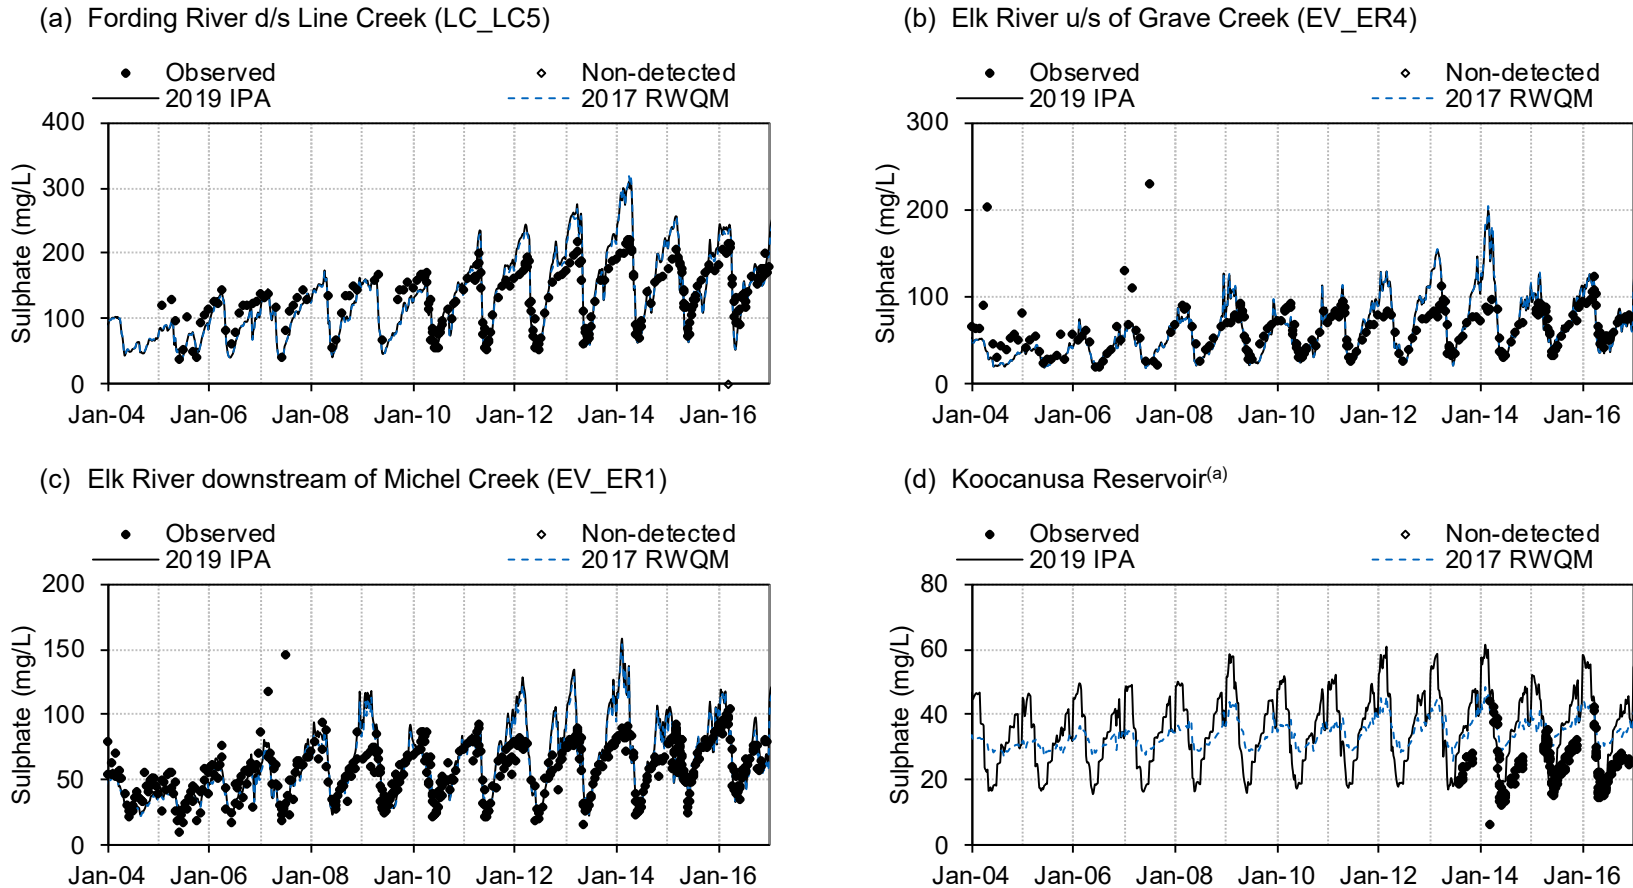 (a) Fording River d/s Line Creek (LC_LC5)
Observed
Non-detected
2019 IPA
2017 RWQM
Sulphate (mg/L)
400
300
200
100
0
Jan-04 Jan-06 Jan-08 Jan-10 Jan-12 Jan-14 Jan-16
(b) Elk River u/s of Grave Creek (EV_ER4)
Observed
Non-detected
2019 IPA
2017 RWQM
Sulphate (mg/L)
300
200
100
0
Jan-04 Jan-06 Jan-08 Jan-10 Jan-12 Jan-14 Jan-16
(c) Elk River downstream of Michel Creek (EV_ER1)
Observed
Non-detected
2019 IPA
2017 RWQM
Sulphate (mg/L)
200
150
100
50
0
Jan-04 Jan-06 Jan-08 Jan-10 Jan-12 Jan-14 Jan-16
(d) Koocanusa Reservoir(a)
Observed
Non-detected
2019 IPA
2017 RWQM
Sulphate (mg/L)
80
60
40
20
0
Jan-04 Jan-06 Jan-08 Jan-10 Jan-12 Jan-14 Jan-16